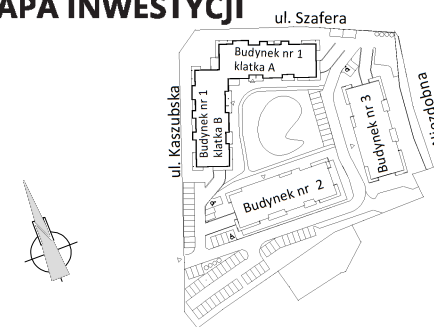 APA INWESTYCJI
ul. Szafera
Budynek nr 1
klatka A
ul. Kaszubska
Budynek nr 1
klatka B
Budynek nr 3
Budynek nr 2